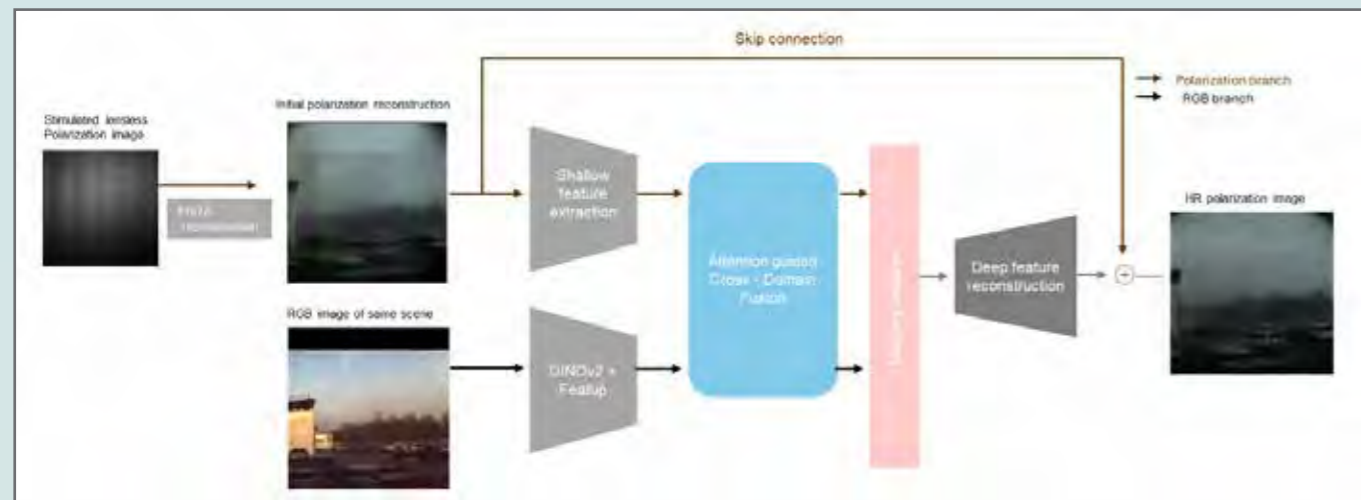 Skip connection
Polarization branch
RGB branch
Initial polarization reconstruction
Stimulated lensless
Polarization image
Shallow
feature
extraction
HR polarization image
Attention guided
Cross - Domain
Fusion
Deep feature
reconstruction
RGB image of same scene
DINOv2 +
Featup